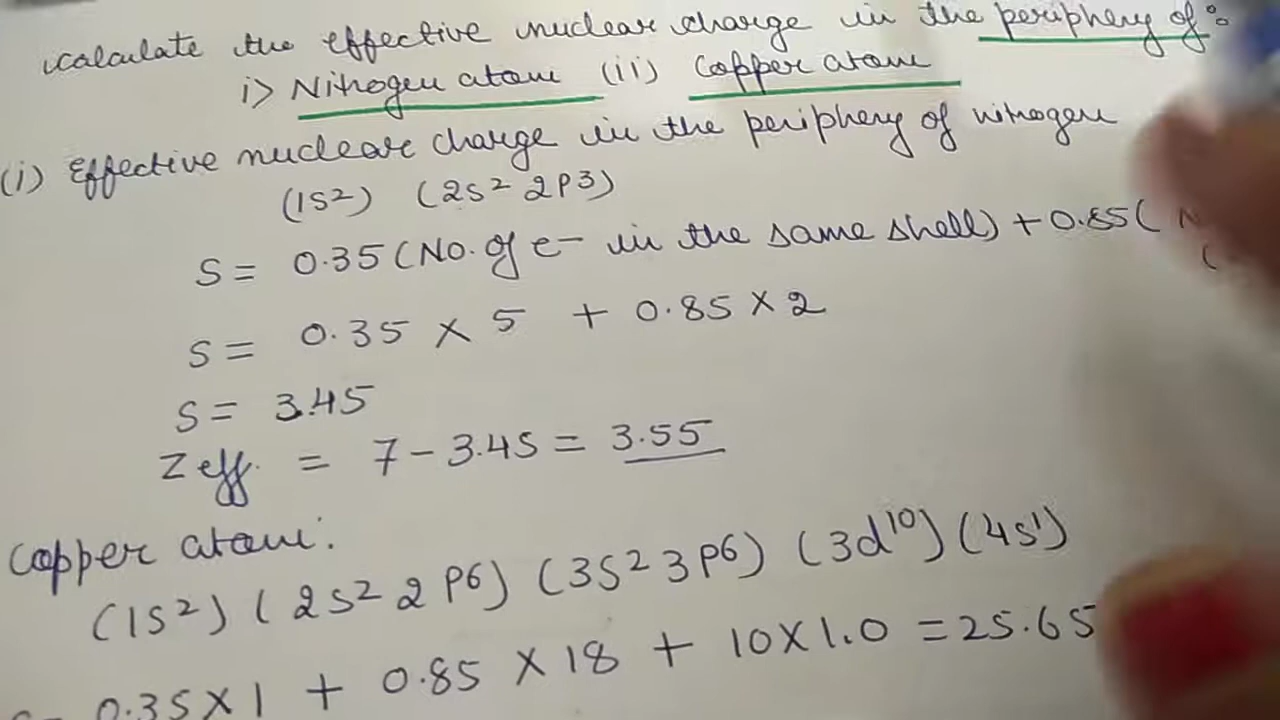 calculate the effective nuclear charge in the periphery of:
i> Nitrogen atom (ii) Copper atom
(i) Effective nuclear charge in the periphery of nitrogen
(1s²) (2s² 2p³)
S = 0.35 (No. of e- in the same shell) + 0.85 ( N
(
S = 0.35 × 5 + 0.85 × 2
S = 3.45
Zeff. = 7 - 3.45 = 3.55
Copper atom:
(1s²) (2s² 2p6) (3s² 3p6) (3d¹⁰) (4s¹)
0.35×1 + 0.85 × 18 + 10×1.0 = 25.65